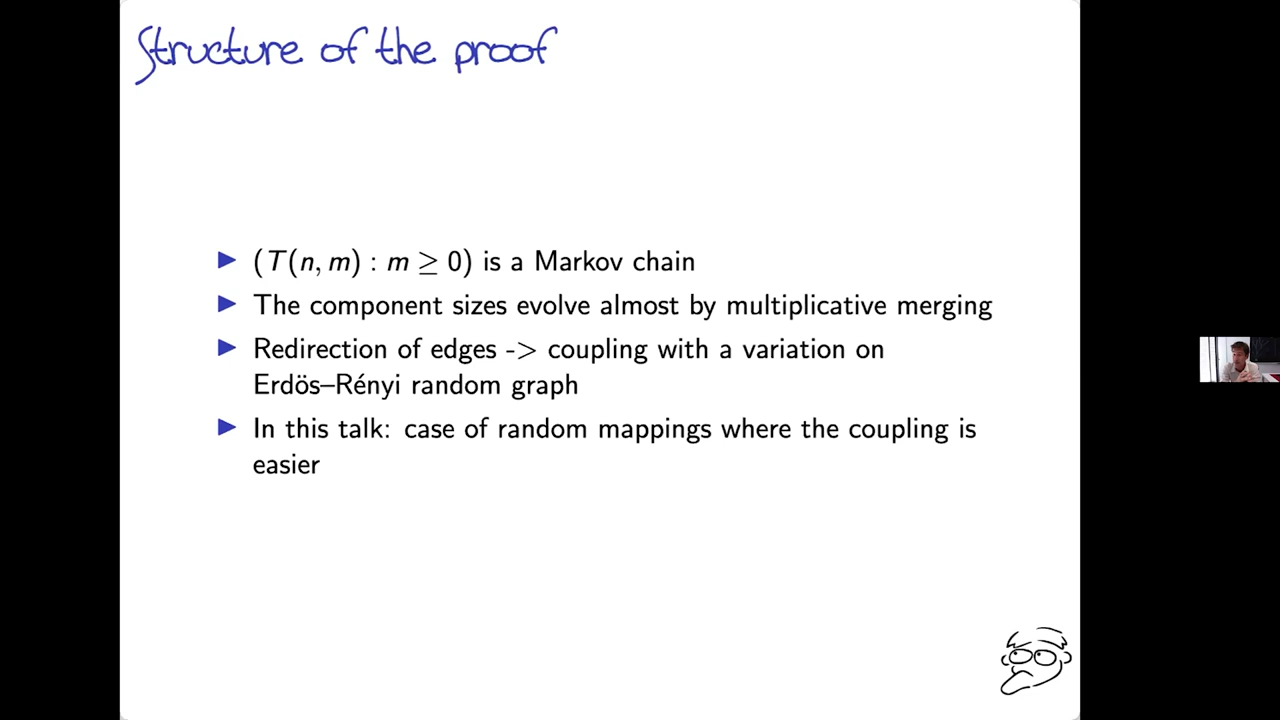 Structure of the proof
▶ (T(n, m) : m ≥ 0) is a Markov chain
▶ The component sizes evolve almost by multiplicative merging
▶ Redirection of edges -> coupling with a variation on
Erdös–Rényi random graph
▶ In this talk: case of random mappings where the coupling is
easier